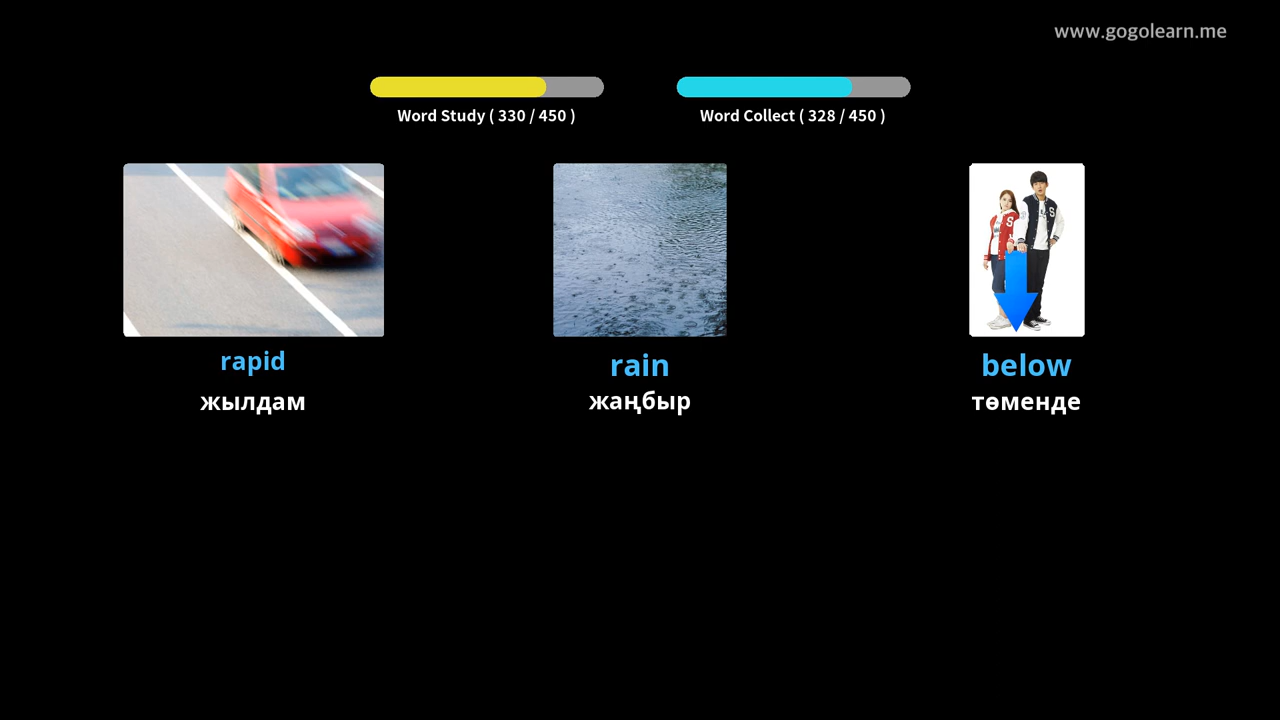 www.gogolearn.me
Word Study ( 330 / 450 )
Word Collect ( 328 / 450 )
rapid
жылдам
rain
жаңбыр
below
төменде